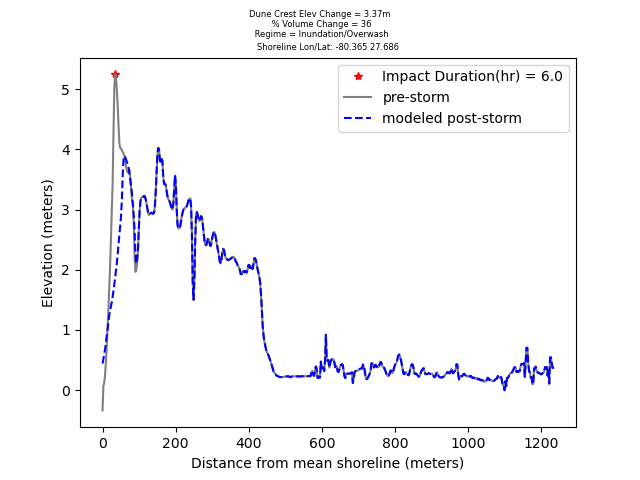 Dune Crest Elev Change = 3.37m
% Volume Change = 36
Regime = Inundation/Overwash
Shoreline Lon/Lat: -80.365 27.686
Impact Duration(hr) = 6.0
pre-storm
modeled post-storm
Elevation (meters)
5
4
3
2
1
0
0 200 400 600 800 1000 1200
Distance from mean shoreline (meters)